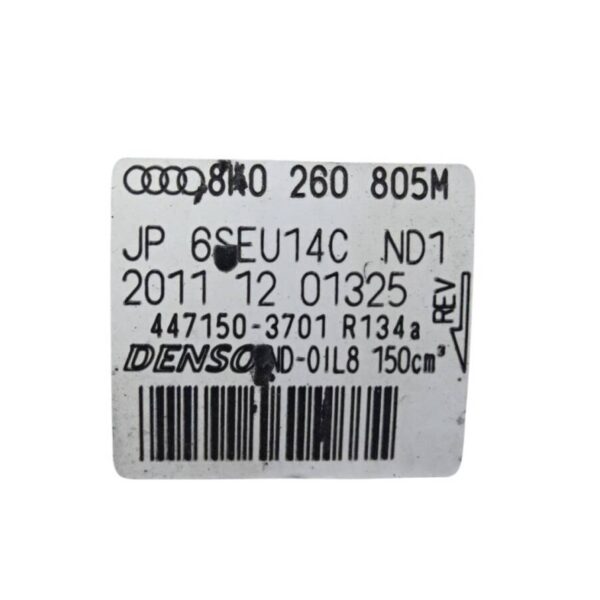 8K0 260 805M
JP 6SEU14C ND1
2011 12 01325
447150-3701 R134a
DENSO ND-OIL8 150cm³
REV